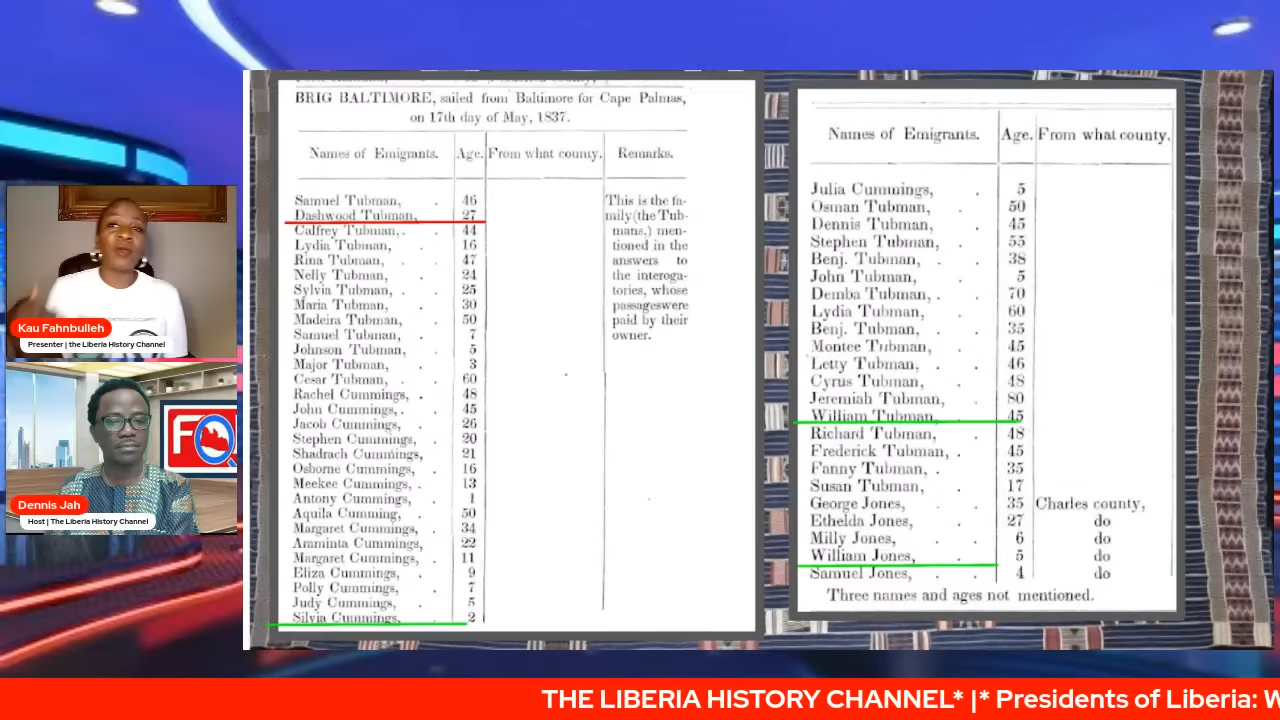 BRIG BALTIMORE, sailed from Baltimore for Cape Palmas,
on 17th day of May, 1837.
Names of Emigrants. Age. From what county. Remarks.
Samuel Tubman, . 46
Dashwood Tubman, 27
Calfrey Tubman, . 44
Lydia Tubman, . 16
Rina Tubman, . . 47
Nelly Tubman, . 24
Sylvia Tubman, . . 25
Maria Tubman, . 30
Madeira Tubman, . 50
Samuel Tubman, . 7
Johnson Tubman, . 5
Major Tubman, . 3
Cesar Tubman, . . 60
Rachel Cummings, . 48
John Cummings, . . 45
Jacob Cummings, . 26
Stephen Cummings, . 20
Shadrach Cummings, 21
Osborne Cummings, . 16
Meekee Cummings, . 13
Antony Cummings, . 1
Aquila Cumming, . 50
Margaret Cummings, . 34
Araminta Cummings, 22
Margaret Cummings, . 11
Eliza Cummings, . 9
Polly Cummings, . 7
Judy Cummings, . 5
Silvia Cummings, . 2
This is the fa-
mily (the Tub-
mans,) men-
tioned in the
answers to
the interoga-
tories, whose
passages were
paid by their
owner.
Names of Emigrants. Age. From what county.
Julia Cummings, . 5
Osman Tubman, . 50
Dennis Tubman, . 45
Stephen Tubman, . 55
Benj. Tubman, . 38
John Tubman, . 5
Demba Tubman, . . 70
Lydia Tubman, . 60
Benj. Tubman, . . 35
Montee Tubman, . 45
Letty Tubman, . . 46
Cyrus Tubman, . 48
Jeremiah Tubman, . 80
William Tubman, . 45
Richard Tubman, . 48
Frederick Tubman, . 45
Fanny Tubman, . 35
Susan Tubman, . 17
George Jones, . . 35 Charles county,
Ethelda Jones, . 27 do
Milly Jones, . . 6 do
William Jones, . 5 do
Samuel Jones, . . 4 do
Three names and ages not mentioned.
Kau Fahnbulleh
Presenter | the Liberia History Channel
Dennis Jah
Host | The Liberia History Channel
THE LIBERIA HISTORY CHANNEL* |* Presidents of Liberia: W